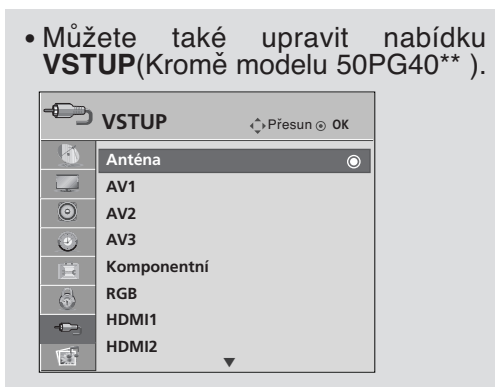 • Můžete také upravit nabídku
VSTUP(Kromě modelu 50PG40** ).
VSTUP Přesun OK
Anténa
AV1
AV2
AV3
Komponentní
RGB
HDMI1
HDMI2